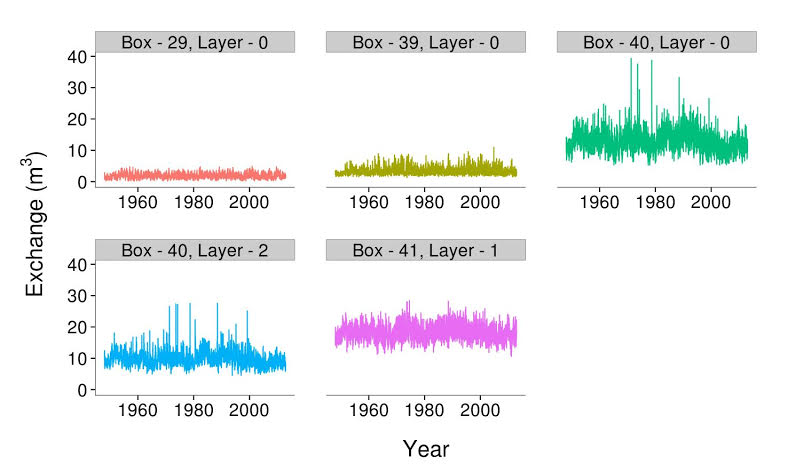 Box - 29, Layer - 0
Box - 39, Layer - 0
Box - 40, Layer - 0
40
30
20
10
0
1960 1980 2000
1960 1980 2000
1960 1980 2000
Exchange (m³)
Box - 40, Layer - 2
Box - 41, Layer - 1
40
30
20
10
0
1960 1980 2000
1960 1980 2000
Year